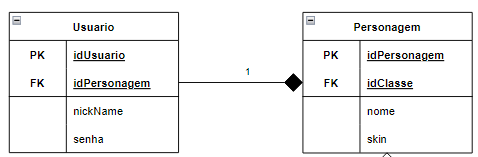 Usuario
PK idUsuario
FK idPersonagem
nickName
senha
1
Personagem
PK idPersonagem
FK idClasse
nome
skin